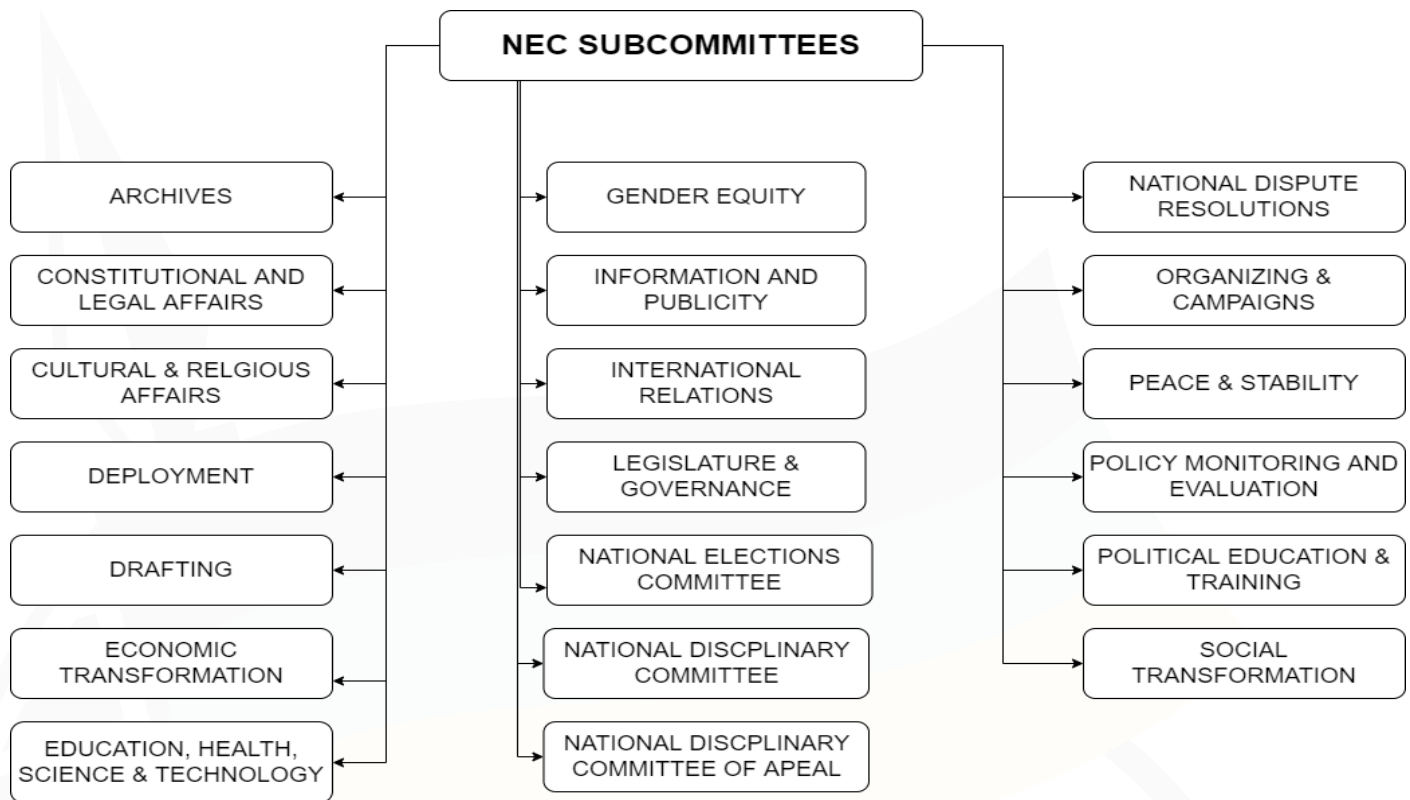 NEC SUBCOMMITTEES
ARCHIVES
CONSTITUTIONAL AND
LEGAL AFFAIRS
CULTURAL & RELGIOUS
AFFAIRS
DEPLOYMENT
DRAFTING
ECONOMIC
TRANSFORMATION
EDUCATION, HEALTH,
SCIENCE & TECHNOLOGY
GENDER EQUITY
INFORMATION AND
PUBLICITY
INTERNATIONAL
RELATIONS
LEGISLATURE &
GOVERNANCE
NATIONAL ELECTIONS
COMMITTEE
NATIONAL DISCPLINARY
COMMITTEE
NATIONAL DISCPLINARY
COMMITTEE OF APEAL
NATIONAL DISPUTE
RESOLUTIONS
ORGANIZING &
CAMPAIGNS
PEACE & STABILITY
POLICY MONITORING AND
EVALUATION
POLITICAL EDUCATION &
TRAINING
SOCIAL
TRANSFORMATION